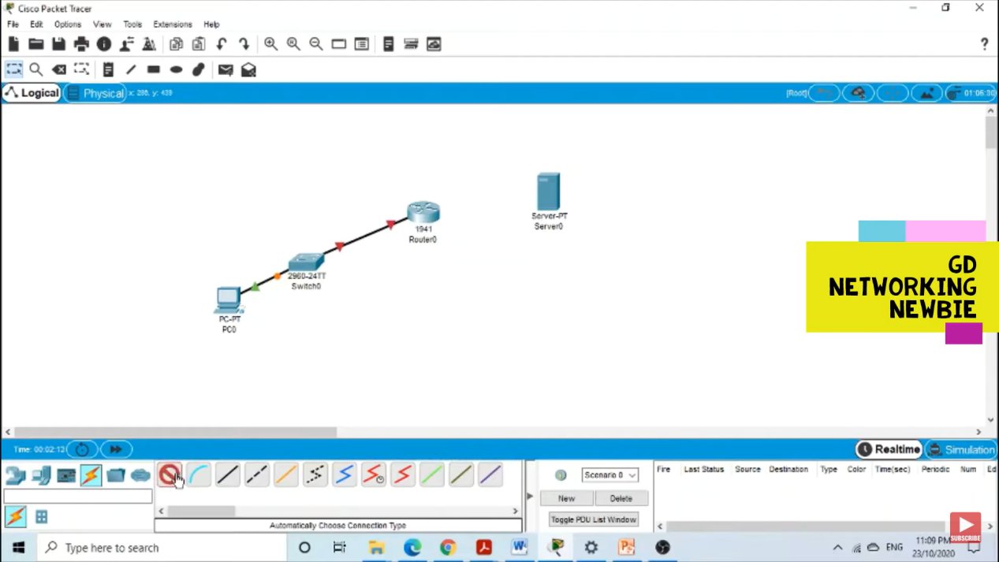 Cisco Packet Tracer
File Edit Options View Tools Extensions Help
?
Logical Physical x: 288, y: 439 [Root] 01:06:30
Server-PT
Server0
1941
Router0
2960-24TT
Switch0
PC-PT
PC0
GD
NETWORKING
NEWBIE
Time: 00:02:13 Realtime Simulation
Scenario 0 Fire Last Status Source Destination Type Color Time(sec) Periodic Num Ed
New Delete
Toggle PDU List Window
Automatically Choose Connection Type
SUBSCRIBE
Type here to search ENG 11:09 PM
23/10/2020